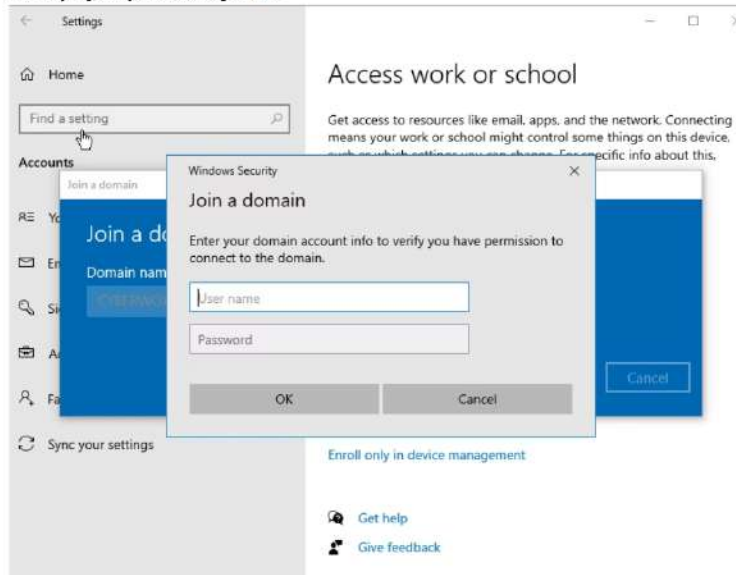 Settings
Home
Find a setting
Accounts
Sync your settings
Access work or school
Get access to resources like email, apps, and the network. Connecting
means your work or school might control some things on this device,
Join a domain
Join a do
Domain nam
Cancel
Windows Security
Join a domain
Enter your domain account info to verify you have permission to
connect to the domain.
User name
Password
OK
Cancel
Enroll only in device management
Get help
Give feedback